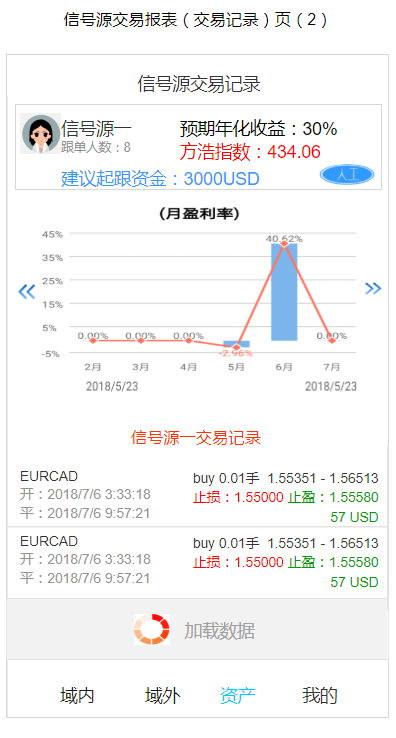 信号源交易报表（交易记录）页（2）
信号源交易记录
信号源一
预期年化收益：30%
跟单人数：8
方浩指数：434.06
建议起跟资金：3000USD
人工
(月盈利率)
45%
35%
25%
15%
5%
-5%
0.00%
0.00%
0.00%
-2.96%
40.62%
0.00%
2月
3月
4月
5月
6月
7月
2018/5/23
2018/5/23
信号源一交易记录
EURCAD
buy 0.01手 1.55351 - 1.56513
开：2018/7/6 3:33:18
止损：1.55000 止盈：1.55580
平：2018/7/6 9:57:21
57 USD
EURCAD
buy 0.01手 1.55351 - 1.56513
开：2018/7/6 3:33:18
止损：1.55000 止盈：1.55580
平：2018/7/6 9:57:21
57 USD
加载数据
域内
域外
资产
我的